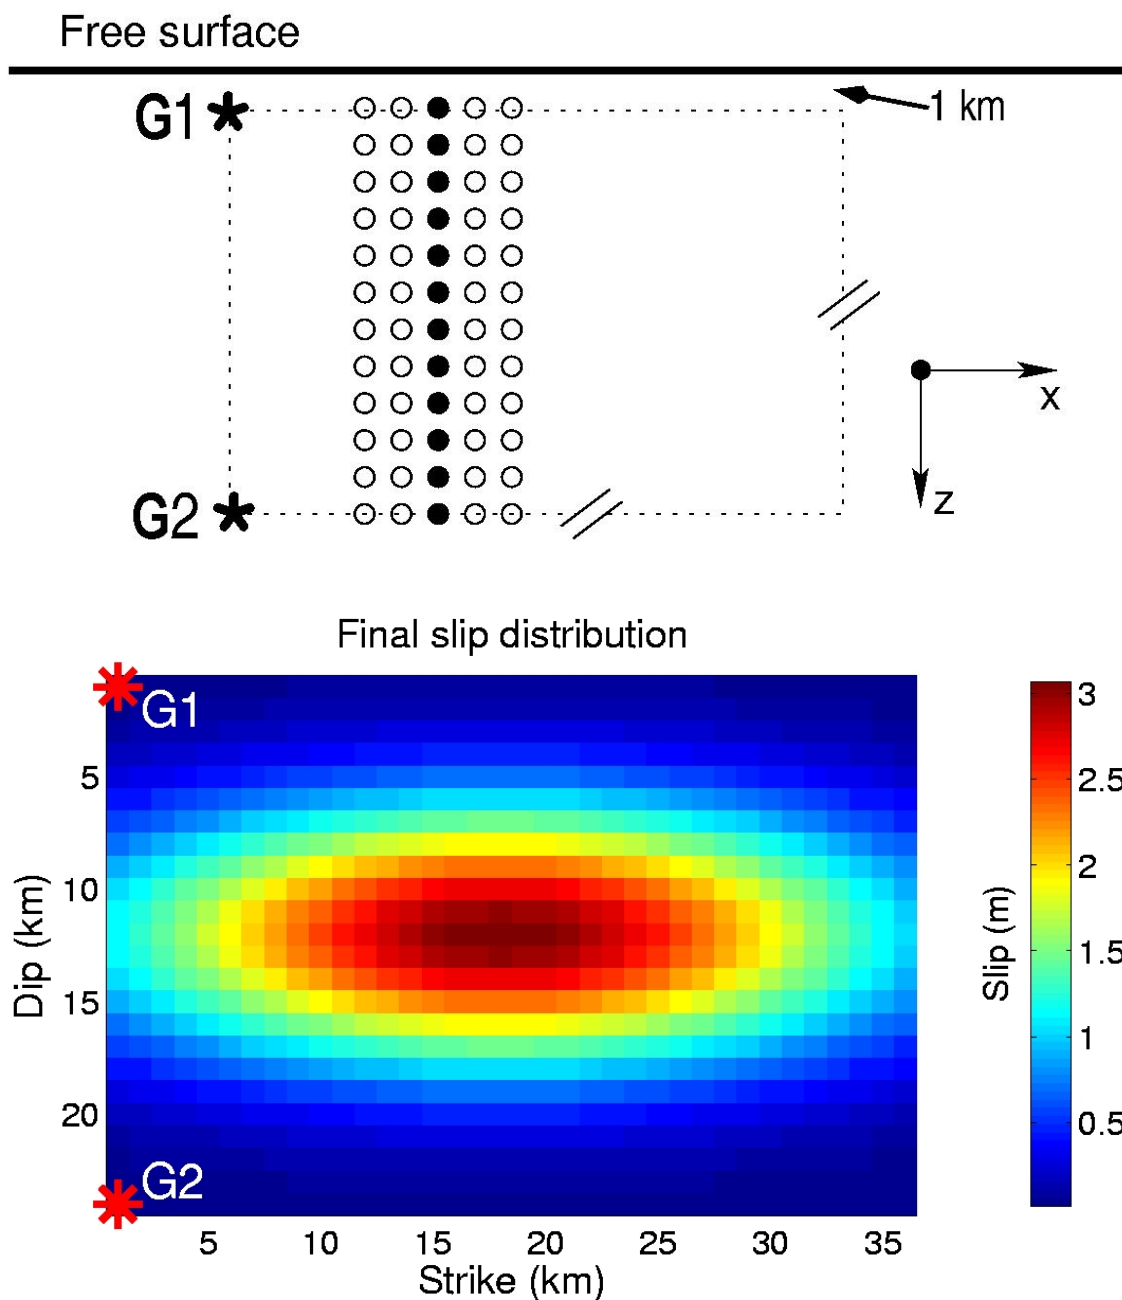 Free surface
G1
1 km
x
G2
z
Final slip distribution
G1
G2
5
10
15
20
Dip (km)
5 10 15 20 25 30 35
Strike (km)
3
2.5
2
1.5
1
0.5
Slip (m)